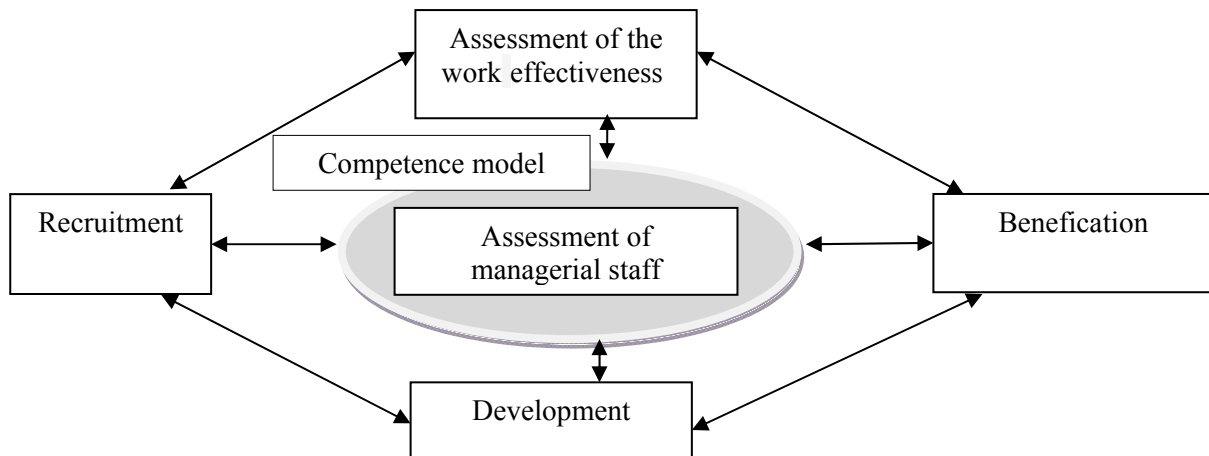 Assessment of the
work effectiveness
Competence model
Recruitment
Benefication
Assessment of
managerial staff
Development